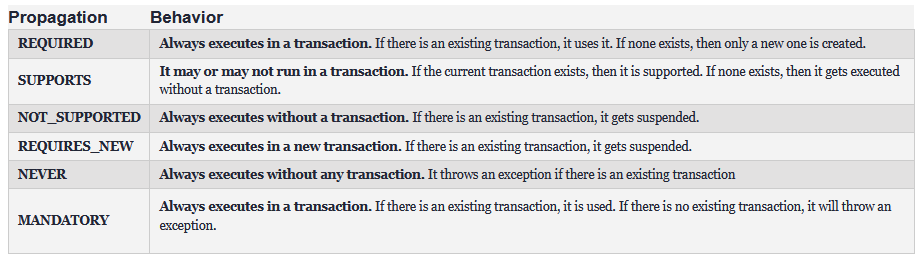 Propagation Behavior
REQUIRED Always executes in a transaction. If there is an existing transaction, it uses it. If none exists, then only a new one is created.
SUPPORTS It may or may not run in a transaction. If the current transaction exists, then it is supported. If none exists, then it gets executed
without a transaction.
NOT_SUPPORTED Always executes without a transaction. If there is an existing transaction, it gets suspended.
REQUIRES_NEW Always executes in a new transaction. If there is an existing transaction, it gets suspended.
NEVER Always executes without any transaction. It throws an exception if there is an existing transaction
MANDATORY Always executes in a transaction. If there is an existing transaction, it is used. If there is no existing transaction, it will throw an
exception.